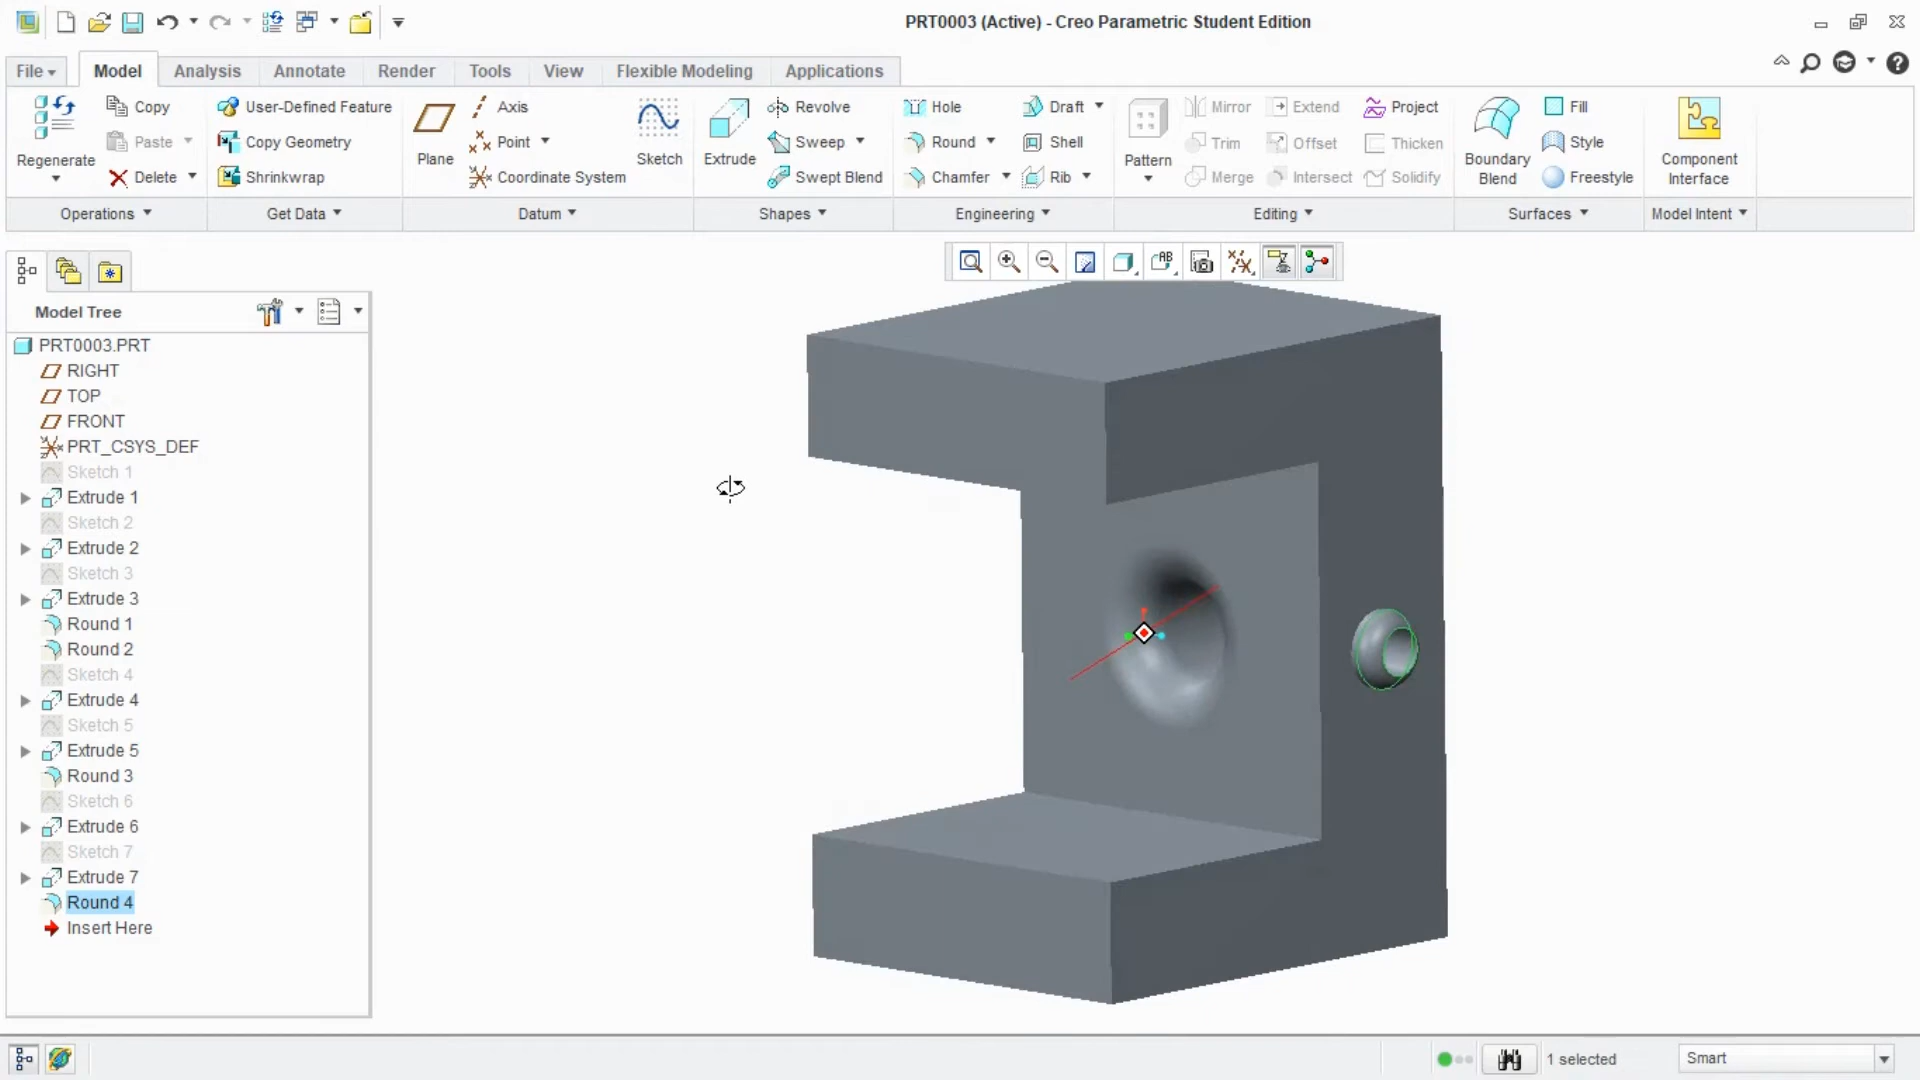 PRT0003 (Active) - Creo Parametric Student Edition
File Model Analysis Annotate Render Tools View Flexible Modeling Applications
Regenerate
Copy
Paste
Delete
User-Defined Feature
Copy Geometry
Shrinkwrap
Plane
Axis
Point
Coordinate System
Sketch
Extrude
Revolve
Sweep
Swept Blend
Hole
Round
Chamfer
Draft
Shell
Rib
Pattern
Mirror
Trim
Merge
Extend
Offset
Intersect
Project
Thicken
Solidify
Boundary
Blend
Fill
Style
Freestyle
Component
Interface
Operations Get Data Datum Shapes Engineering Editing Surfaces Model Intent
AB
Model Tree
PRT0003.PRT
RIGHT
TOP
FRONT
PRT_CSYS_DEF
Sketch 1
Extrude 1
Sketch 2
Extrude 2
Sketch 3
Extrude 3
Round 1
Round 2
Sketch 4
Extrude 4
Sketch 5
Extrude 5
Round 3
Sketch 6
Extrude 6
Sketch 7
Extrude 7
Round 4
Insert Here
1 selected
Smart